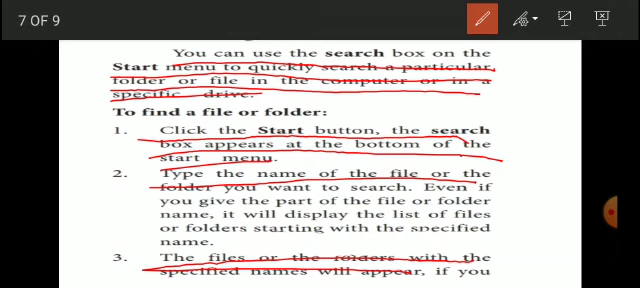 7 OF 9
You can use the search box on the
Start menu to quickly search a particular
folder or file in the computer or in a
specific drive.
To find a file or folder:
1. Click the Start button, the search
box appears at the bottom of the
start menu.
2. Type the name of the file or the
folder you want to search. Even if
you give the part of the file or folder
name, it will display the list of files
or folders starting with the specified
name.
3. The files or the folders with the
specified names will appear, if you